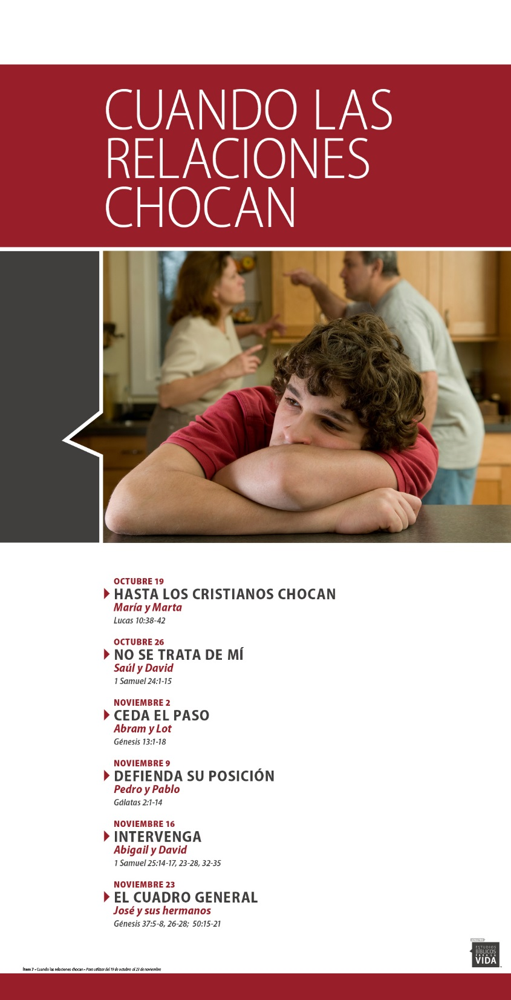 CUANDO LAS
RELACIONES
CHOCAN
OCTUBRE 19
HASTA LOS CRISTIANOS CHOCAN
María y Marta
Lucas 10:38-42
OCTUBRE 26
NO SE TRATA DE MÍ
Saúl y David
1 Samuel 24:1-15
NOVIEMBRE 2
CEDA EL PASO
Abram y Lot
Génesis 13:1-18
NOVIEMBRE 9
DEFIENDA SU POSICIÓN
Pedro y Pablo
Gálatas 2:1-14
NOVIEMBRE 16
INTERVENGA
Abigail y David
1 Samuel 25:14-17, 23-28, 32-35
NOVIEMBRE 23
EL CUADRO GENERAL
José y sus hermanos
Génesis 37:5-8, 26-28; 50:15-21
ESTUDIOS
BÍBLICOS
PARA LA
VIDA
Ítem 7 • Cuando las relaciones chocan • Para utilizar del 19 de octubre al 23 de noviembre